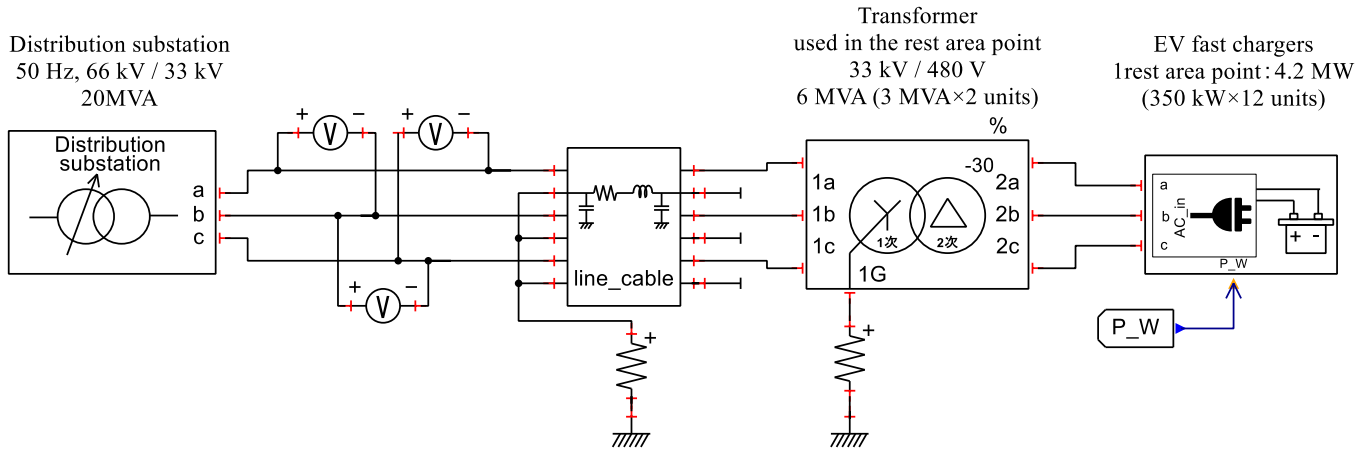 Distribution substation
50 Hz, 66 kV / 33 kV
20MVA
Transformer
used in the rest area point
33 kV / 480 V
6 MVA (3 MVA×2 units)
EV fast chargers
1rest area point：4.2 MW
(350 kW×12 units)
Distribution
substation
a
b
c
+
−
V
+
−
V
+
−
V
line_cable
+
%
-30
1a
1b
1c
1次
2次
2a
2b
2c
1G
+
a
b
c
AC_in
P_W
+ -
P_W